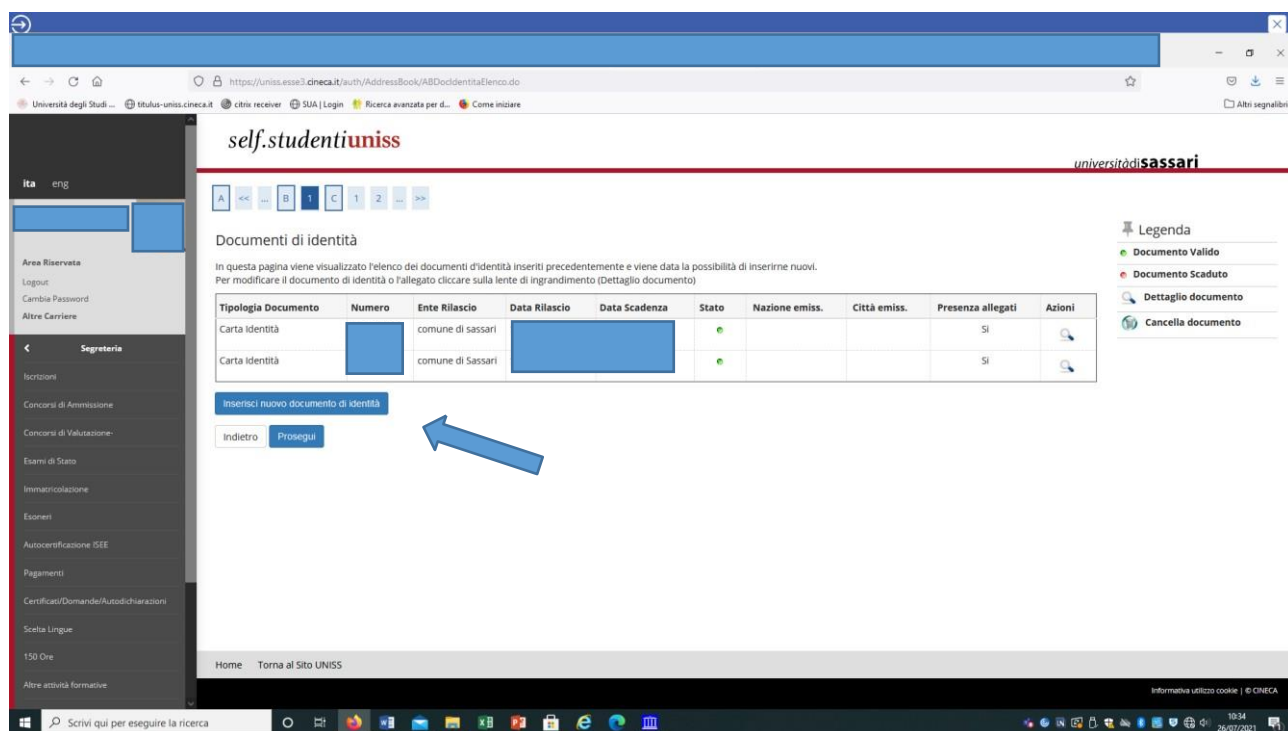 https://uniss.esse3.cineca.it/auth/AddressBook/ABDocIdentitaElenco.do
Università degli Studi ... titulus-uniss.cineca.it citrix receiver SUA | Login Ricerca avanzata per d... Come iniziare Altri segnalibri
self.studentiuniss
universitàdisassari
ita eng
A << ... B 1 C 1 2 ... >>
Area Riservata
Logout
Cambia Password
Altre Carriere
Segreteria
Iscrizioni
Concorsi di Ammissione
Concorsi di Valutazione-
Esami di Stato
Immatricolazione
Esoneri
Autocertificazione ISEE
Pagamenti
Certificati/Domande/Autodichiarazioni
Scelta Lingue
150 Ore
Altre attività formative
Documenti di identità
In questa pagina viene visualizzato l'elenco dei documenti d'identità inseriti precedentemente e viene data la possibilità di inserirne nuovi.
Per modificare il documento di identità o l'allegato cliccare sulla lente di ingrandimento (Dettaglio documento)
Tipologia Documento Numero Ente Rilascio Data Rilascio Data Scadenza Stato Nazione emiss. Città emiss. Presenza allegati Azioni
Carta Identità comune di sassari Si
Carta Identità comune di Sassari Si
Inserisci nuovo documento di identità
Indietro Prosegui
Legenda
Documento Valido
Documento Scaduto
Dettaglio documento
Cancella documento
Home Torna al Sito UNISS
Informativa utilizzo cookie | © CINECA
Scrivi qui per eseguire la ricerca
10:34
26/07/2021